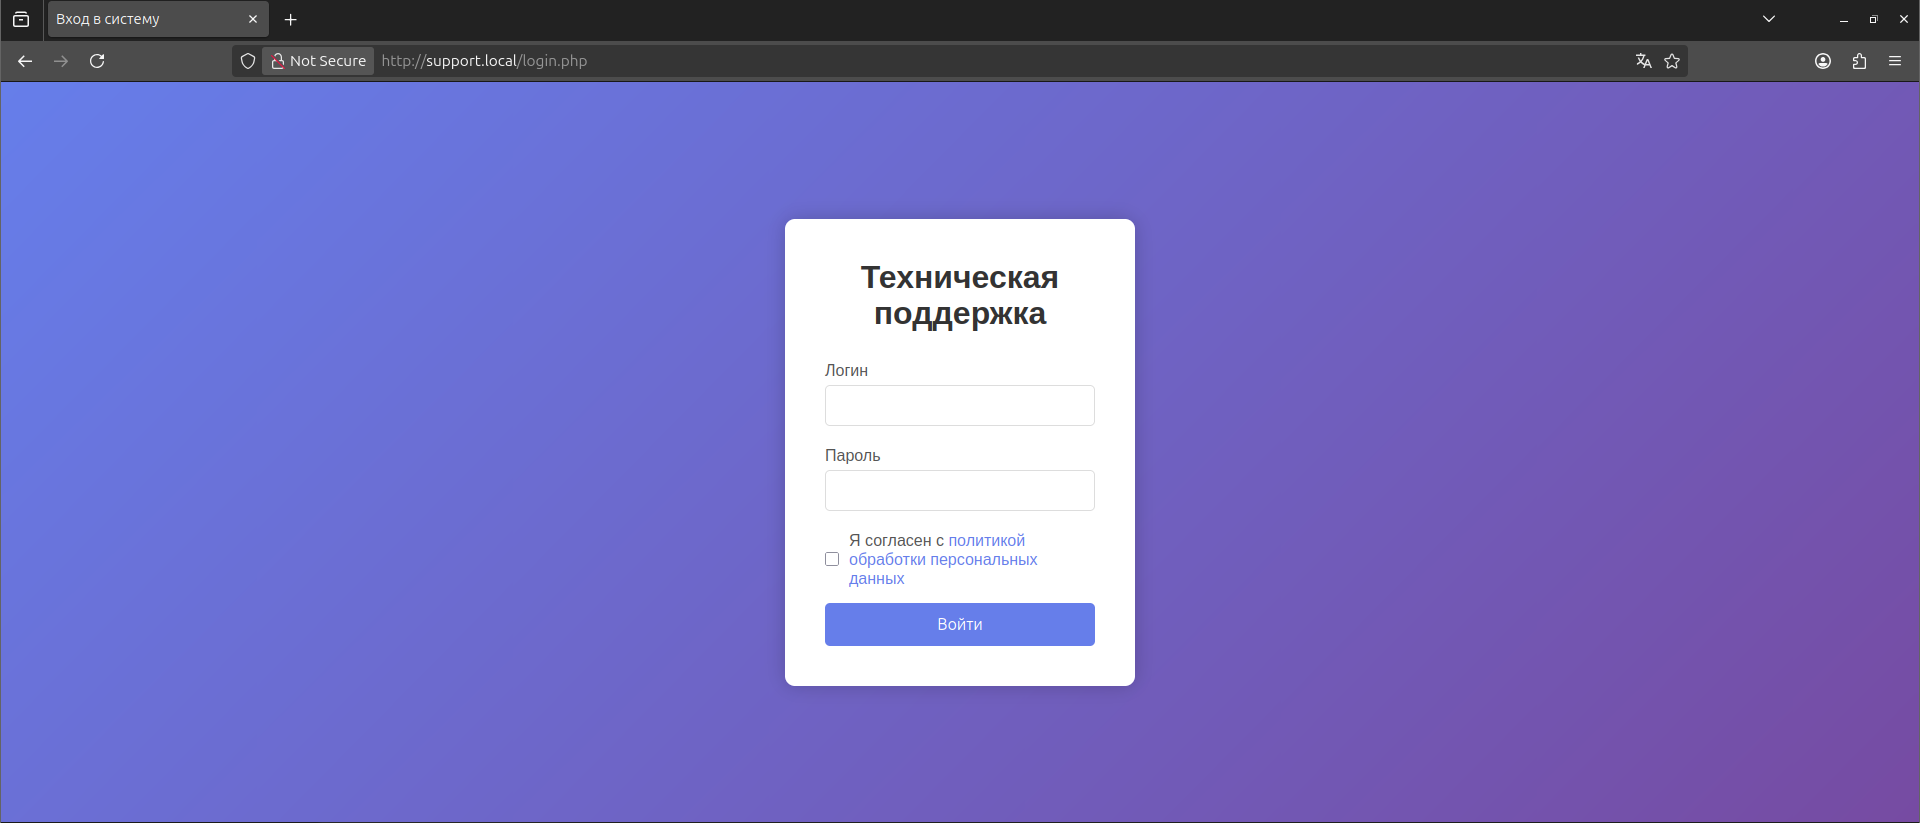 Вход в систему
Not Secure http://support.local/login.php
Техническая
поддержка
Логин
Пароль
Я согласен с политикой
обработки персональных
данных
Войти